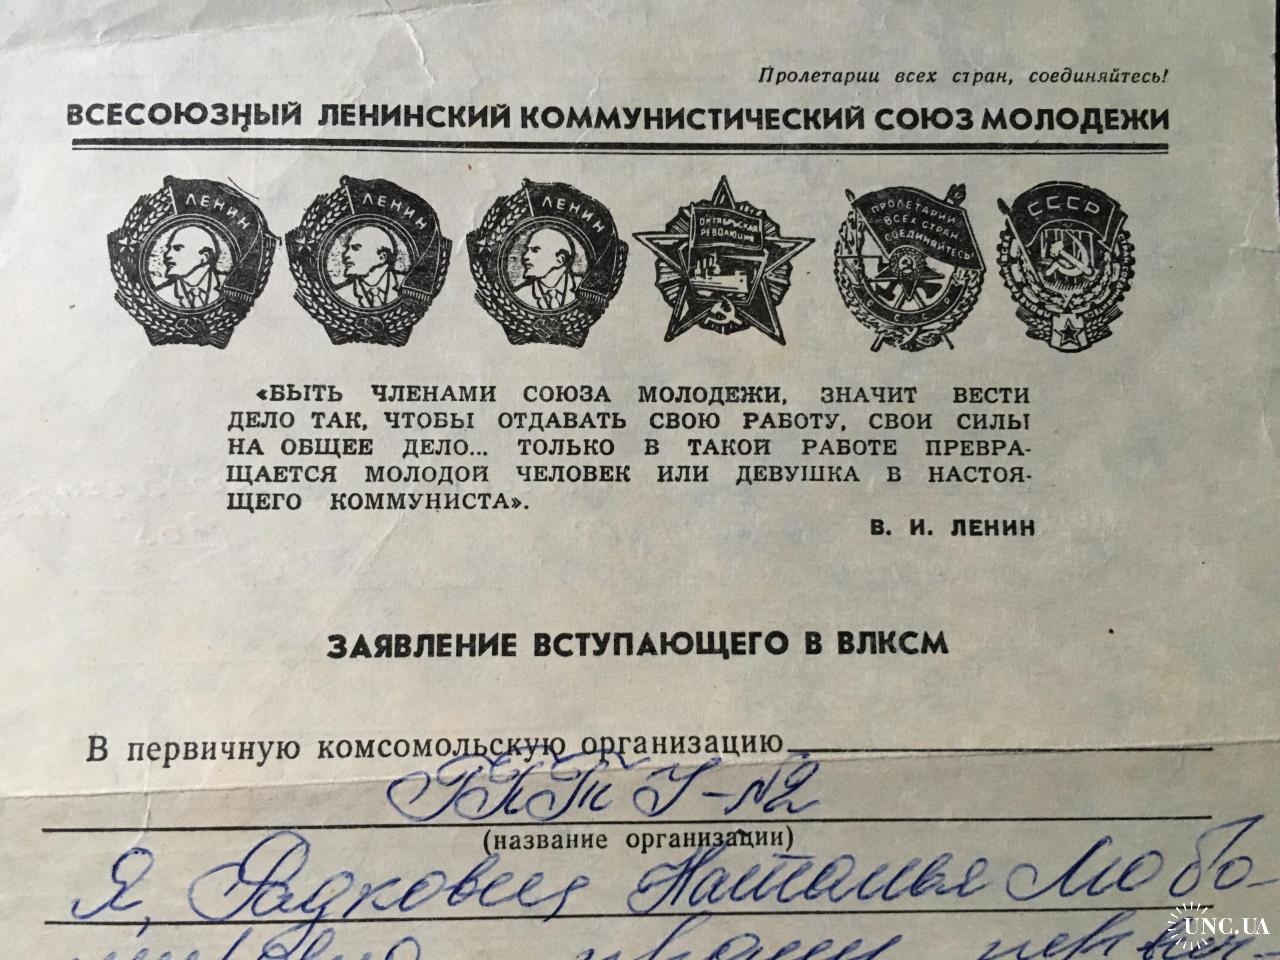 Пролетарии всех стран, соединяйтесь!
ВСЕСОЮЗНЫЙ ЛЕНИНСКИЙ КОММУНИСТИЧЕСКИЙ СОЮЗ МОЛОДЕЖИ
ЛЕНИН ЛЕНИН ЛЕНИН
ОКТЯБРЬСКАЯ
РЕВОЛЮЦИЯ
ПРОЛЕТАРИИ
ВСЕХ СТРАН
СОЕДИНЯЙТЕСЬ!
СССР
«БЫТЬ ЧЛЕНАМИ СОЮЗА МОЛОДЕЖИ, ЗНАЧИТ ВЕСТИ
ДЕЛО ТАК, ЧТОБЫ ОТДАВАТЬ СВОЮ РАБОТУ, СВОИ СИЛЫ
НА ОБЩЕЕ ДЕЛО... ТОЛЬКО В ТАКОЙ РАБОТЕ ПРЕВРА-
ЩАЕТСЯ МОЛОДОЙ ЧЕЛОВЕК ИЛИ ДЕВУШКА В НАСТОЯ-
ЩЕГО КОММУНИСТА».
В. И. ЛЕНИН
ЗАЯВЛЕНИЕ ВСТУПАЮЩЕГО В ВЛКСМ
В первичную комсомольскую организацию
№2
(название организации)
Я, Наталья Любо-
прошу
UNC.UA